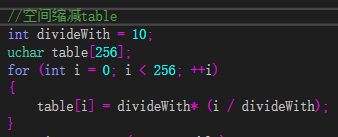 //空间缩减table
int divideWith = 10;
uchar table[256];
for (int i = 0; i < 256; ++i)
{
    table[i] = divideWith* (i / divideWith);
}